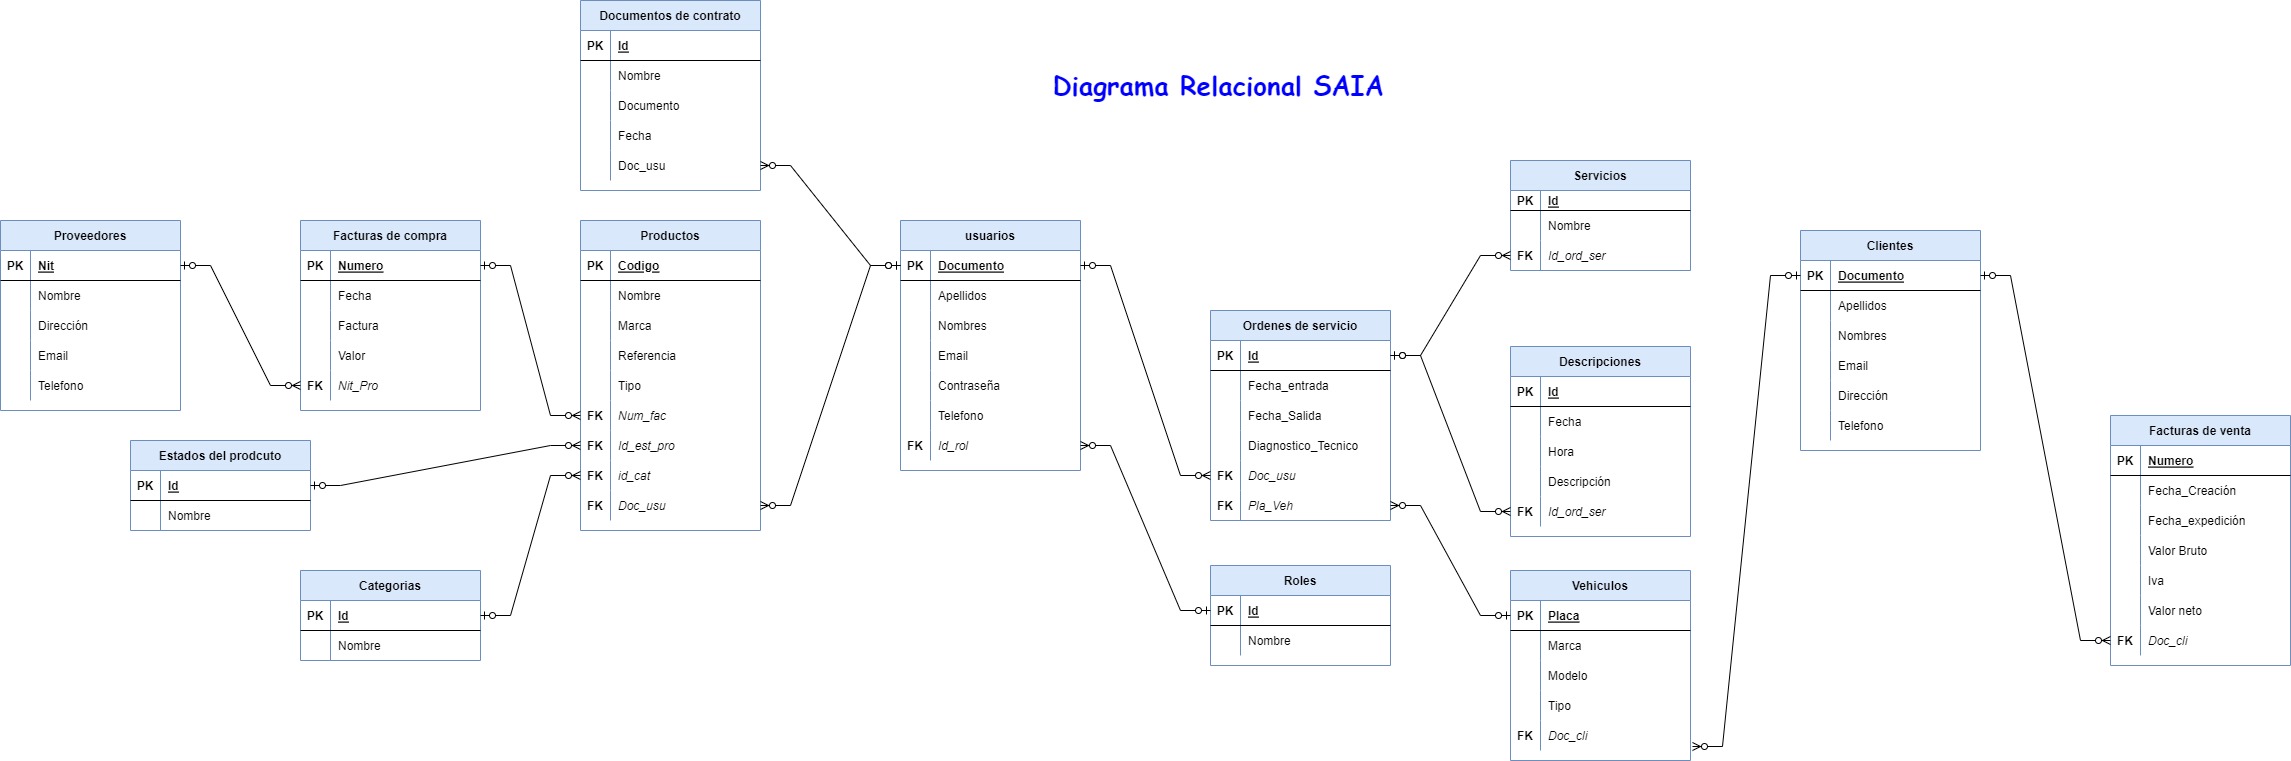 Diagrama Relacional SAIA
Documentos de contrato
PK Id
Nombre
Documento
Fecha
Doc_usu
Proveedores
PK Nit
Nombre
Dirección
Email
Telefono
Facturas de compra
PK Numero
Fecha
Factura
Valor
FK Nit_Pro
Productos
PK Codigo
Nombre
Marca
Referencia
Tipo
FK Num_fac
FK Id_est_pro
FK id_cat
FK Doc_usu
Estados del prodcuto
PK Id
Nombre
Categorias
PK Id
Nombre
usuarios
PK Documento
Apellidos
Nombres
Email
Contraseña
Telefono
FK Id_rol
Ordenes de servicio
PK Id
Fecha_entrada
Fecha_Salida
Diagnostico_Tecnico
FK Doc_usu
FK Pla_Veh
Roles
PK Id
Nombre
Servicios
PK Id
Nombre
FK Id_ord_ser
Descripciones
PK Id
Fecha
Hora
Descripción
FK Id_ord_ser
Vehiculos
PK Placa
Marca
Modelo
Tipo
FK Doc_cli
Clientes
PK Documento
Apellidos
Nombres
Email
Dirección
Telefono
Facturas de venta
PK Numero
Fecha_Creación
Fecha_expedición
Valor Bruto
Iva
Valor neto
FK Doc_cli